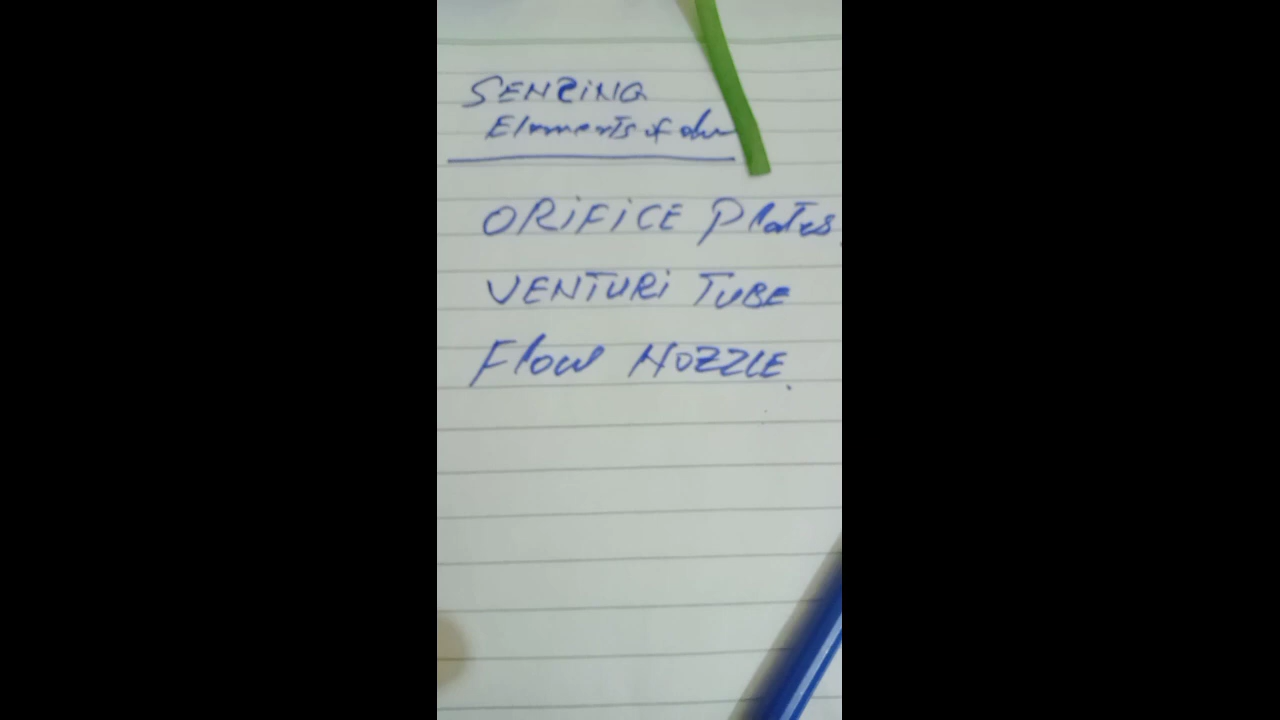 SENSING
Elements of
ORiFiCE Plates
VENTURi TUBE
Flow NOZZLE.